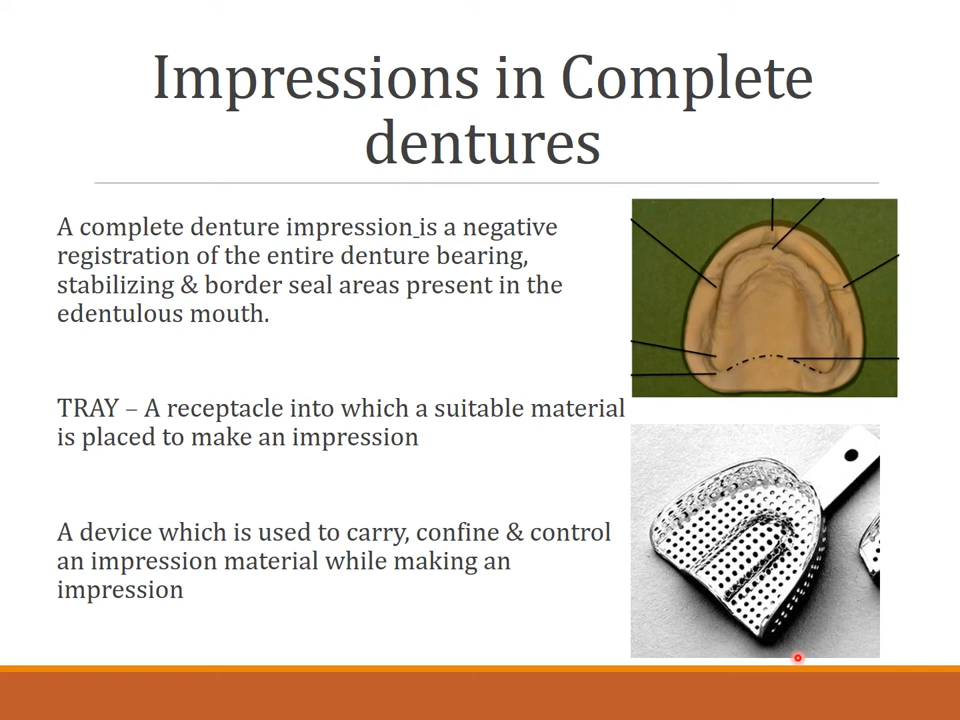 Impressions in Complete
dentures
A complete denture impression is a negative
registration of the entire denture bearing,
stabilizing & border seal areas present in the
edentulous mouth.
TRAY – A receptacle into which a suitable material
is placed to make an impression
A device which is used to carry, confine & control
an impression material while making an
impression